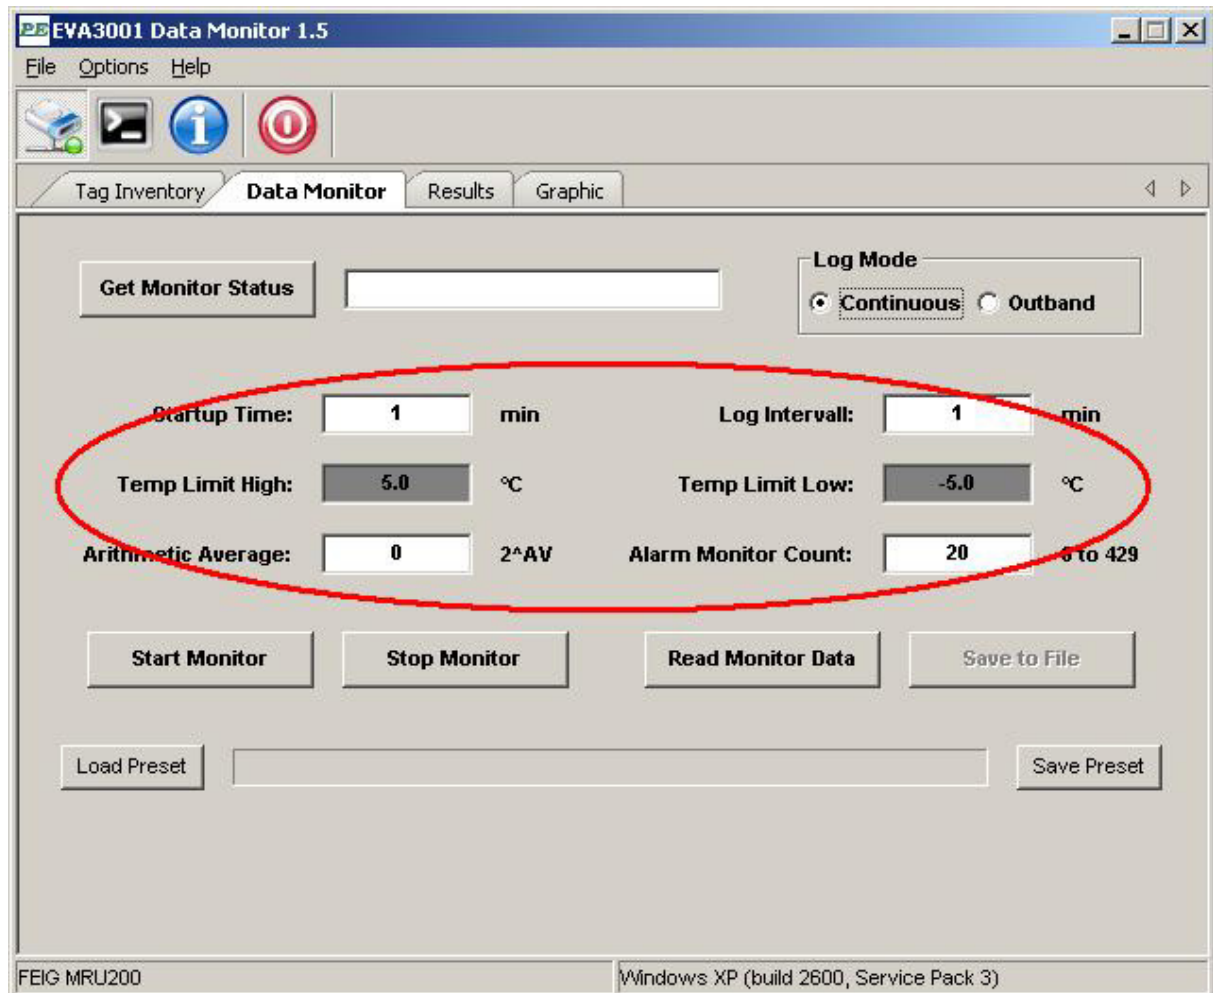 PE EVA3001 Data Monitor 1.5
File Options Help
Tag Inventory Data Monitor Results Graphic
Log Mode
Get Monitor Status
Continuous Outband
Startup Time: 1 min Log Intervall: 1 min
Temp Limit High: 5.0 °C Temp Limit Low: -5.0 °C
Arithmetic Average: 0 2^AV Alarm Monitor Count: 20 to 429
Start Monitor Stop Monitor Read Monitor Data Save to File
Load Preset Save Preset
FEIG MRU200 Windows XP (build 2600, Service Pack 3)